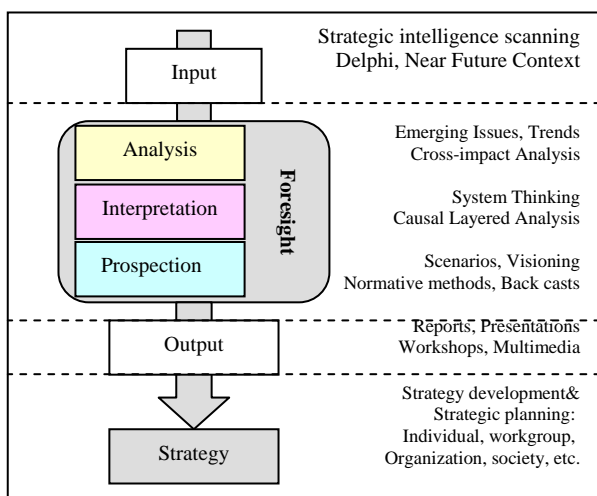 Strategic intelligence scanning
Delphi, Near Future Context
Input
Analysis
Emerging Issues, Trends
Cross-impact Analysis
Foresight
Interpretation
System Thinking
Causal Layered Analysis
Prospection
Scenarios, Visioning
Normative methods, Back casts
Output
Reports, Presentations
Workshops, Multimedia
Strategy development&
Strategic planning:
Individual, workgroup,
Organization, society, etc.
Strategy